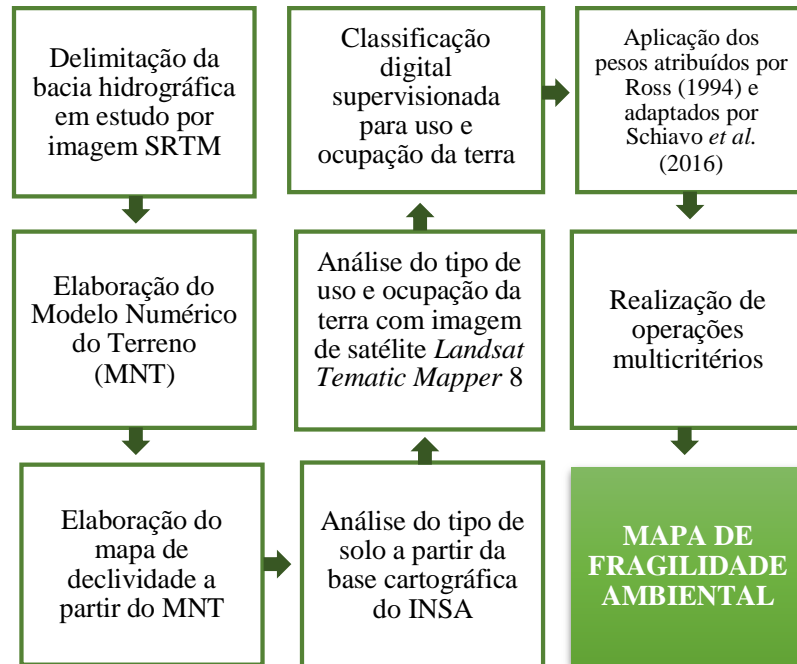 Delimitação da
bacia hidrográfica
em estudo por
imagem SRTM
Elaboração do
Modelo Numérico
do Terreno
(MNT)
Elaboração do
mapa de
declividade a
partir do MNT
Análise do tipo de
solo a partir da
base cartográfica
do INSA
Análise do tipo de
uso e ocupação da
terra com imagem
de satélite Landsat
Tematic Mapper 8
Classificação
digital
supervisionada
para uso e
ocupação da terra
Aplicação dos
pesos atribuídos por
Ross (1994) e
adaptados por
Schiavo et al.
(2016)
Realização de
operações
multicritérios
MAPA DE
FRAGILIDADE
AMBIENTAL